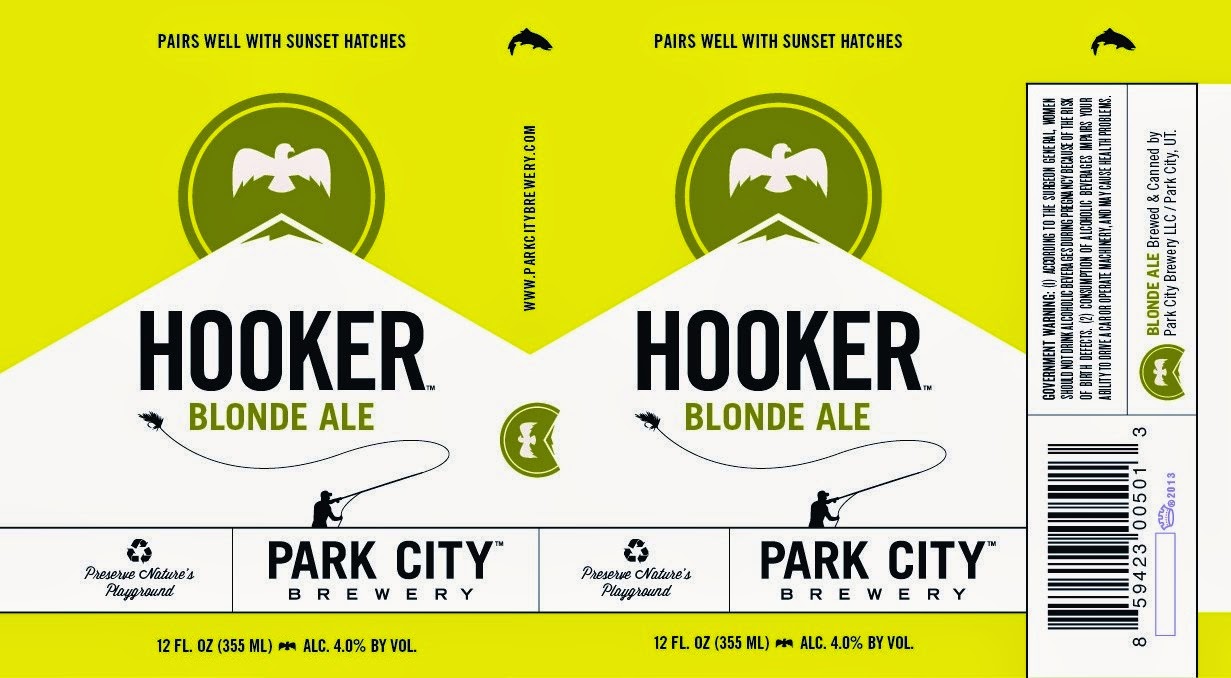 PAIRS WELL WITH SUNSET HATCHES
HOOKER™
BLONDE ALE
Preserve Nature's
Playground
PARK CITY™
BREWERY
12 FL. OZ (355 ML) ALC. 4.0% BY VOL.
WWW.PARKCITYBREWERY.COM
PAIRS WELL WITH SUNSET HATCHES
HOOKER™
BLONDE ALE
Preserve Nature's
Playground
PARK CITY™
BREWERY
12 FL. OZ (355 ML) ALC. 4.0% BY VOL.
GOVERNMENT WARNING: (1) ACCORDING TO THE SURGEON GENERAL, WOMEN
SHOULD NOT DRINK ALCOHOLIC BEVERAGES DURING PREGNANCY BECAUSE OF THE RISK
OF BIRTH DEFECTS. (2) CONSUMPTION OF ALCOHOLIC BEVERAGES IMPAIRS YOUR
ABILITY TO DRIVE A CAR OR OPERATE MACHINERY, AND MAY CAUSE HEALTH PROBLEMS.
BLONDE ALE Brewed & Canned by
Park City Brewery LLC / Park City, UT.
8 59423 00501 3
©2013